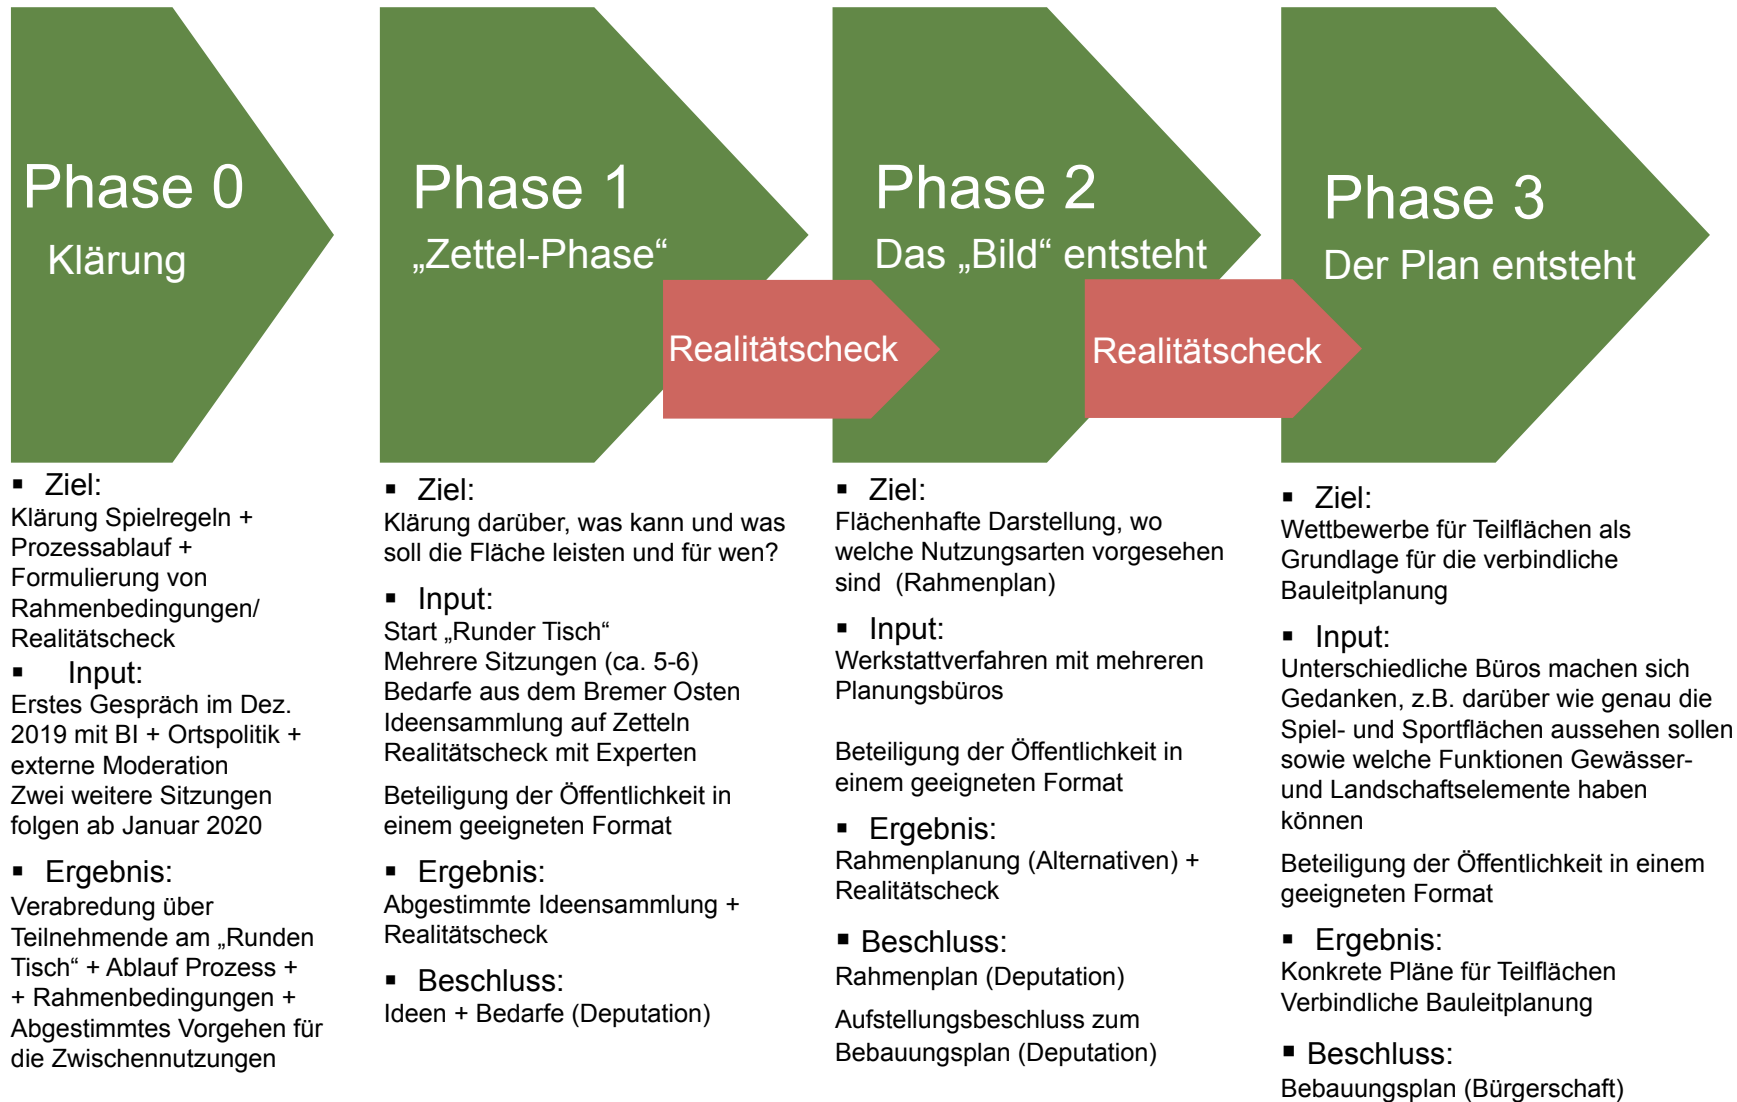 Phase 0
Klärung
Phase 1
„Zettel-Phase“
Phase 2
Das „Bild“ entsteht
Phase 3
Der Plan entsteht
Realitätscheck
Realitätscheck
▪ Ziel:
Klärung Spielregeln +
Prozessablauf +
Formulierung von
Rahmenbedingungen/
Realitätscheck
▪ Input:
Erstes Gespräch im Dez.
2019 mit BI + Ortspolitik +
externe Moderation
Zwei weitere Sitzungen
folgen ab Januar 2020
▪ Ergebnis:
Verabredung über
Teilnehmende am „Runden
Tisch“ + Ablauf Prozess +
+ Rahmenbedingungen +
Abgestimmtes Vorgehen für
die Zwischennutzungen
▪ Ziel:
Klärung darüber, was kann und was
soll die Fläche leisten und für wen?
▪ Input:
Start „Runder Tisch“
Mehrere Sitzungen (ca. 5-6)
Bedarfe aus dem Bremer Osten
Ideensammlung auf Zetteln
Realitätscheck mit Experten
Beteiligung der Öffentlichkeit in
einem geeigneten Format
▪ Ergebnis:
Abgestimmte Ideensammlung +
Realitätscheck
▪ Beschluss:
Ideen + Bedarfe (Deputation)
▪ Ziel:
Flächenhafte Darstellung, wo
welche Nutzungsarten vorgesehen
sind (Rahmenplan)
▪ Input:
Werkstattverfahren mit mehreren
Planungsbüros
Beteiligung der Öffentlichkeit in
einem geeigneten Format
▪ Ergebnis:
Rahmenplanung (Alternativen) +
Realitätscheck
▪ Beschluss:
Rahmenplan (Deputation)
Aufstellungsbeschluss zum
Bebauungsplan (Deputation)
▪ Ziel:
Wettbewerbe für Teilflächen als
Grundlage für die verbindliche
Bauleitplanung
▪ Input:
Unterschiedliche Büros machen sich
Gedanken, z.B. darüber wie genau die
Spiel- und Sportflächen aussehen sollen
sowie welche Funktionen Gewässer-
und Landschaftselemente haben
können
Beteiligung der Öffentlichkeit in einem
geeigneten Format
▪ Ergebnis:
Konkrete Pläne für Teilflächen
Verbindliche Bauleitplanung
▪ Beschluss:
Bebauungsplan (Bürgerschaft)